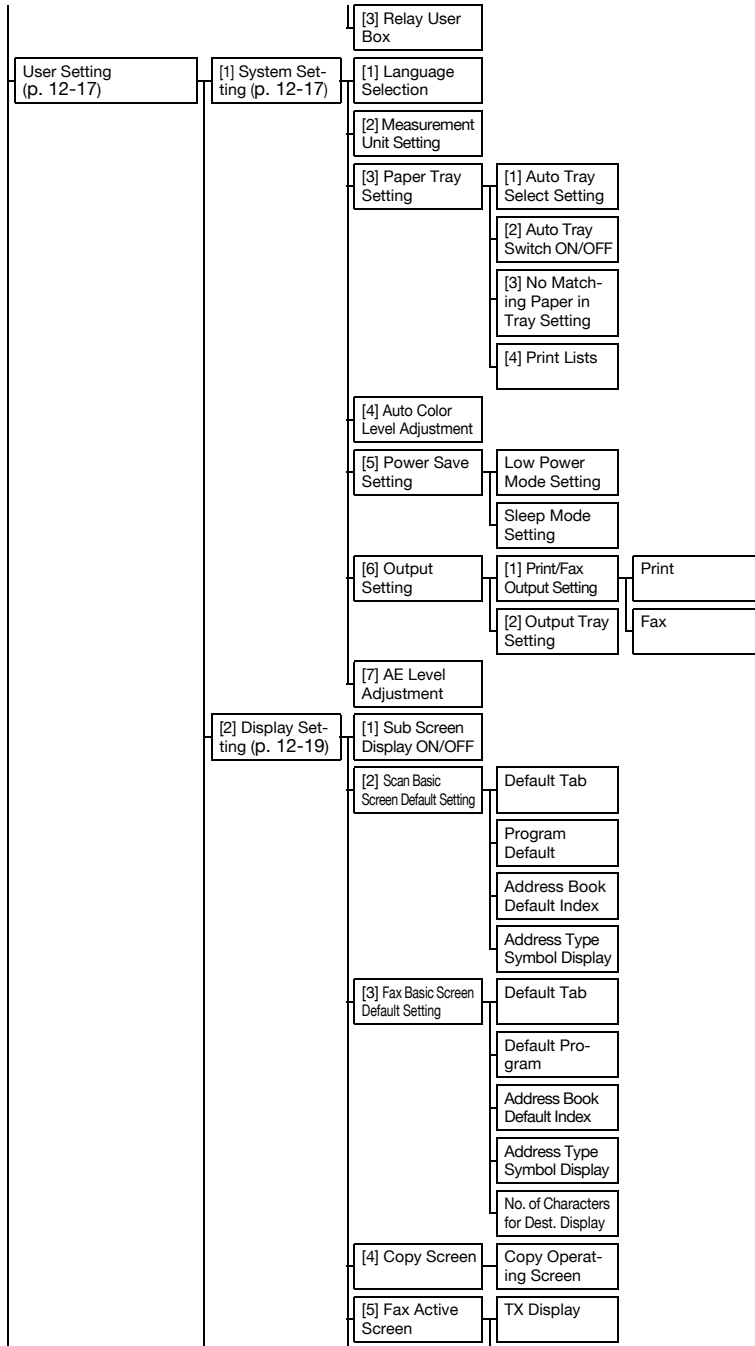 [3] Relay User
Box
User Setting
(p. 12-17)
[1] System Set-
ting (p. 12-17)
[1] Language
Selection
[2] Measurement
Unit Setting
[3] Paper Tray
Setting
[1] Auto Tray
Select Setting
[2] Auto Tray
Switch ON/OFF
[3] No Match-
ing Paper in
Tray Setting
[4] Print Lists
[4] Auto Color
Level Adjustment
[5] Power Save
Setting
Low Power
Mode Setting
Sleep Mode
Setting
[6] Output
Setting
[1] Print/Fax
Output Setting
Print
Fax
[2] Output Tray
Setting
[7] AE Level
Adjustment
[2] Display Set-
ting (p. 12-19)
[1] Sub Screen
Display ON/OFF
[2] Scan Basic
Screen Default Setting
Default Tab
Program
Default
Address Book
Default Index
Address Type
Symbol Display
[3] Fax Basic Screen
Default Setting
Default Tab
Default Pro-
gram
Address Book
Default Index
Address Type
Symbol Display
No. of Characters
for Dest. Display
[4] Copy Screen
Copy Operat-
ing Screen
[5] Fax Active
Screen
TX Display